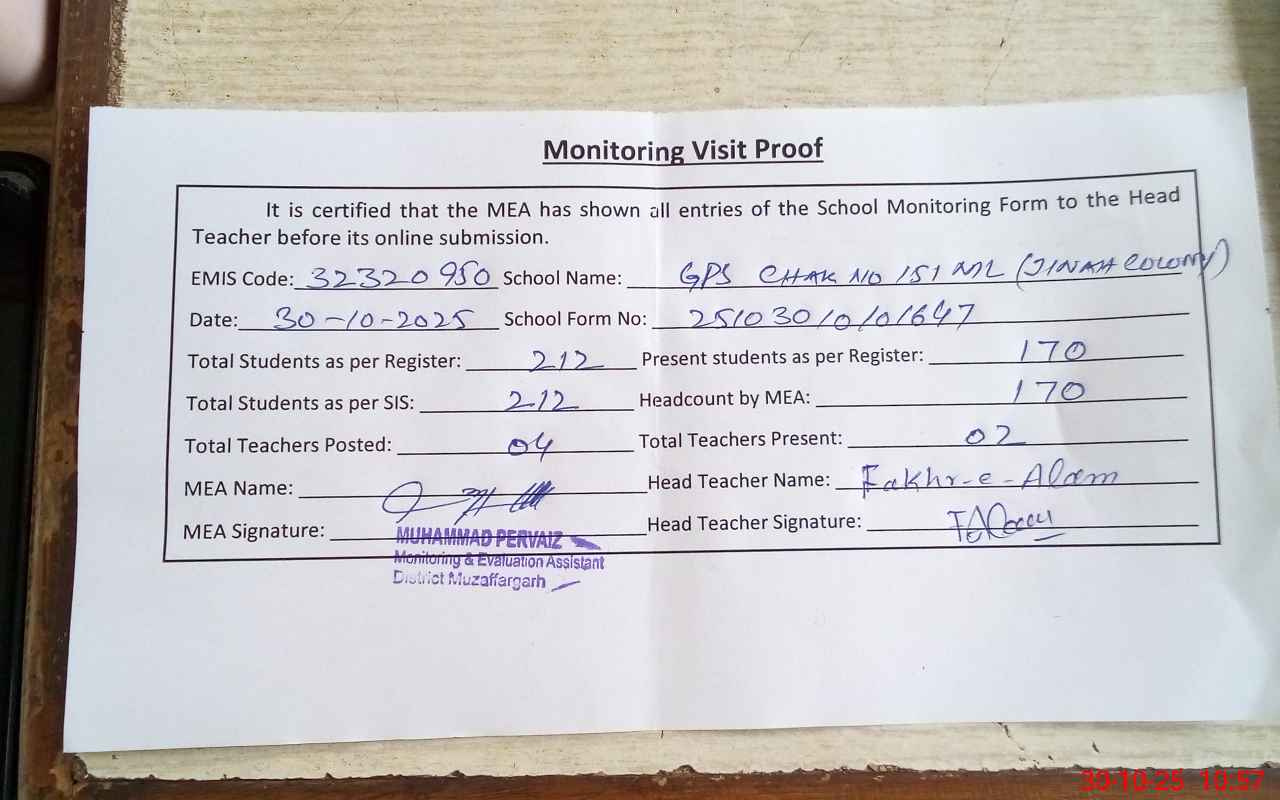 Monitoring Visit Proof
It is certified that the MEA has shown all entries of the School Monitoring Form to the Head
Teacher before its online submission.
EMIS Code: 32320950 School Name: GPS CHAK NO 151 ML (JINAH COLONY)
Date: 30-10-2025 School Form No: 25103010101647
Total Students as per Register: 212 Present students as per Register: 170
Total Students as per SIS: 212 Headcount by MEA: 170
Total Teachers Posted: 04 Total Teachers Present: 02
MEA Name: Head Teacher Name: Fakhr-e-Alam
MEA Signature: Head Teacher Signature:
MUHAMMAD PERVAIZ
Monitoring & Evaluation Assistant
District Muzaffargarh
30-10-25 10:57